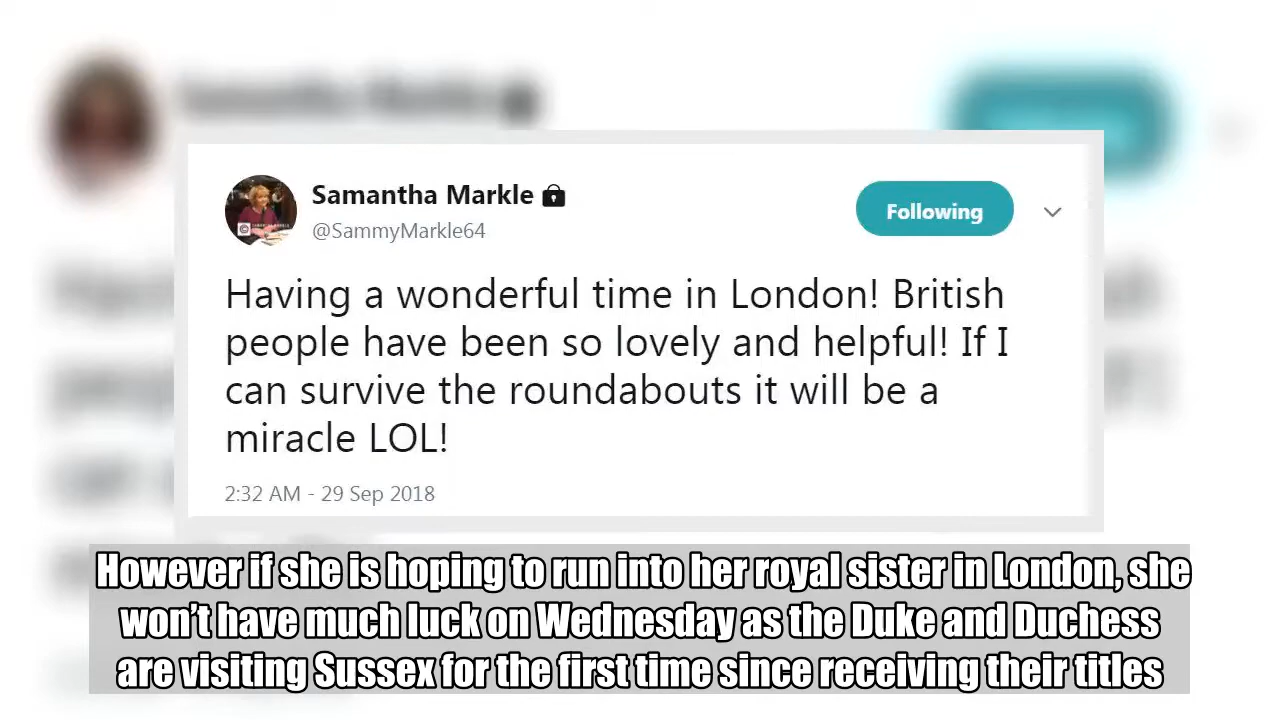 Samantha Markle
@SammyMarkle64
Following
Having a wonderful time in London! British
people have been so lovely and helpful! If I
can survive the roundabouts it will be a
miracle LOL!
2:32 AM - 29 Sep 2018
However if she is hoping to run into her royal sister in London, she
won't have much luck on Wednesday as the Duke and Duchess
are visiting Sussex for the first time since receiving their titles